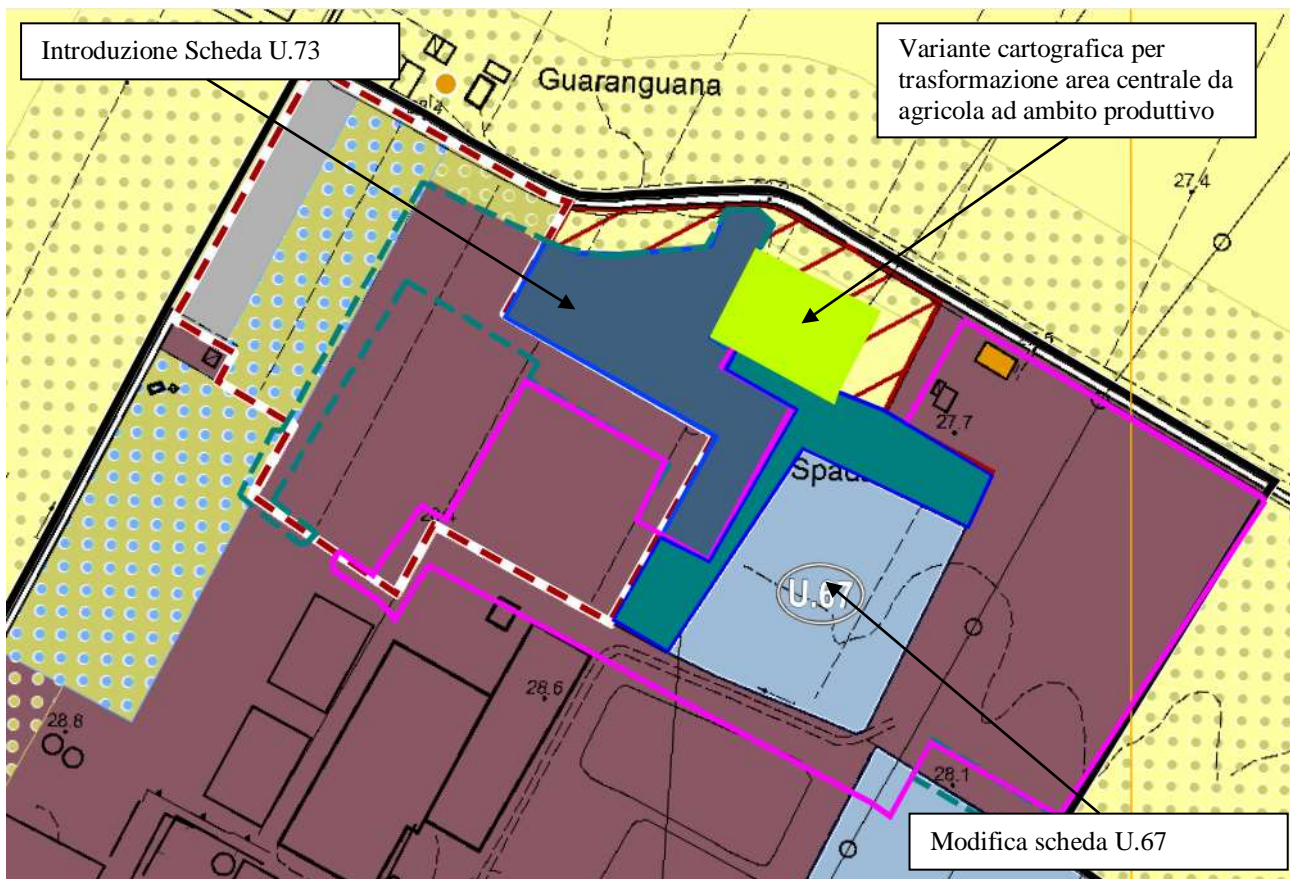 Introduzione Scheda U.73
Variante cartografica per
trasformazione area centrale da
agricola ad ambito produttivo
Guaranguana
27.4
27.7
U.67
28.6
28.8
28.1
Modifica scheda U.67